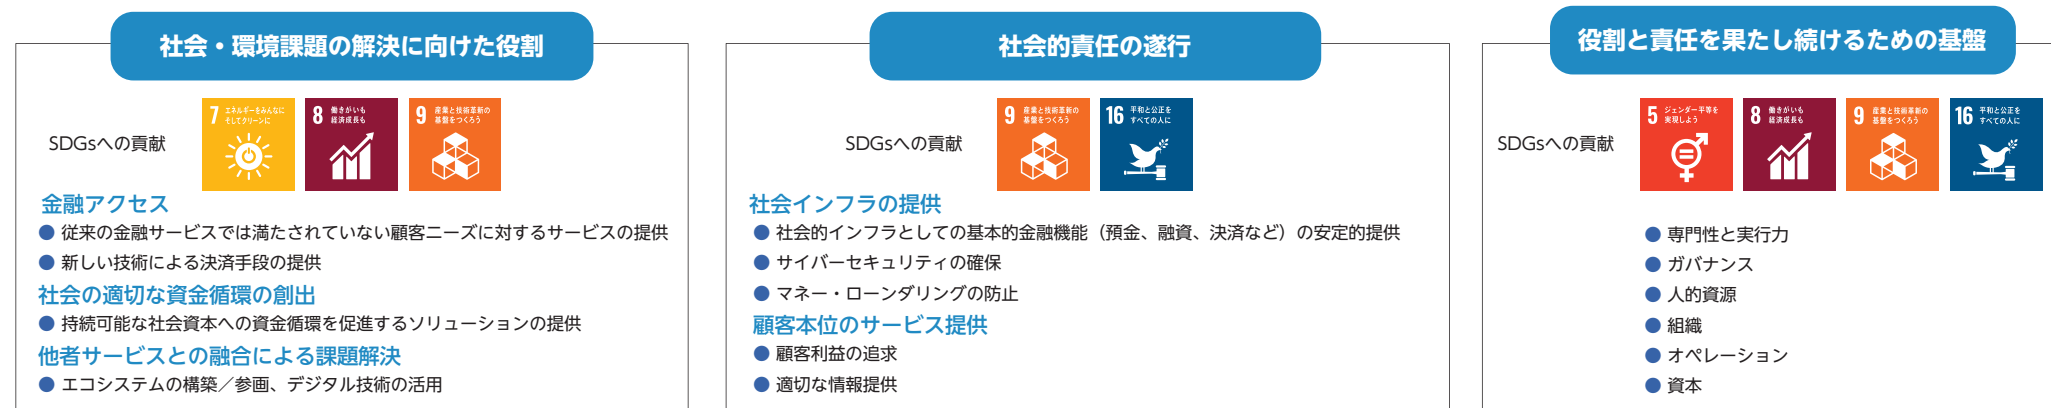 社会・環境課題の解決に向けた役割
SDGsへの貢献
7 エネルギーをみんなに
そしてクリーンに
8 働きがいも
経済成長も
9 産業と技術革新の
基盤をつくろう
金融アクセス
● 従来の金融サービスでは満たされていない顧客ニーズに対するサービスの提供
● 新しい技術による決済手段の提供
社会の適切な資金循環の創出
● 持続可能な社会資本への資金循環を促進するソリューションの提供
他者サービスとの融合による課題解決
● エコシステムの構築／参画、デジタル技術の活用
社会的責任の遂行
SDGsへの貢献
9 産業と技術革新の
基盤をつくろう
16 平和と公正を
すべての人に
社会インフラの提供
● 社会的インフラとしての基本的金融機能（預金、融資、決済など）の安定的提供
● サイバーセキュリティの確保
● マネー・ローンダリングの防止
顧客本位のサービス提供
● 顧客利益の追求
● 適切な情報提供
役割と責任を果たし続けるための基盤
SDGsへの貢献
5 ジェンダー平等を
実現しよう
8 働きがいも
経済成長も
9 産業と技術革新の
基盤をつくろう
16 平和と公正を
すべての人に
● 専門性と実行力
● ガバナンス
● 人的資源
● 組織
● オペレーション
● 資本